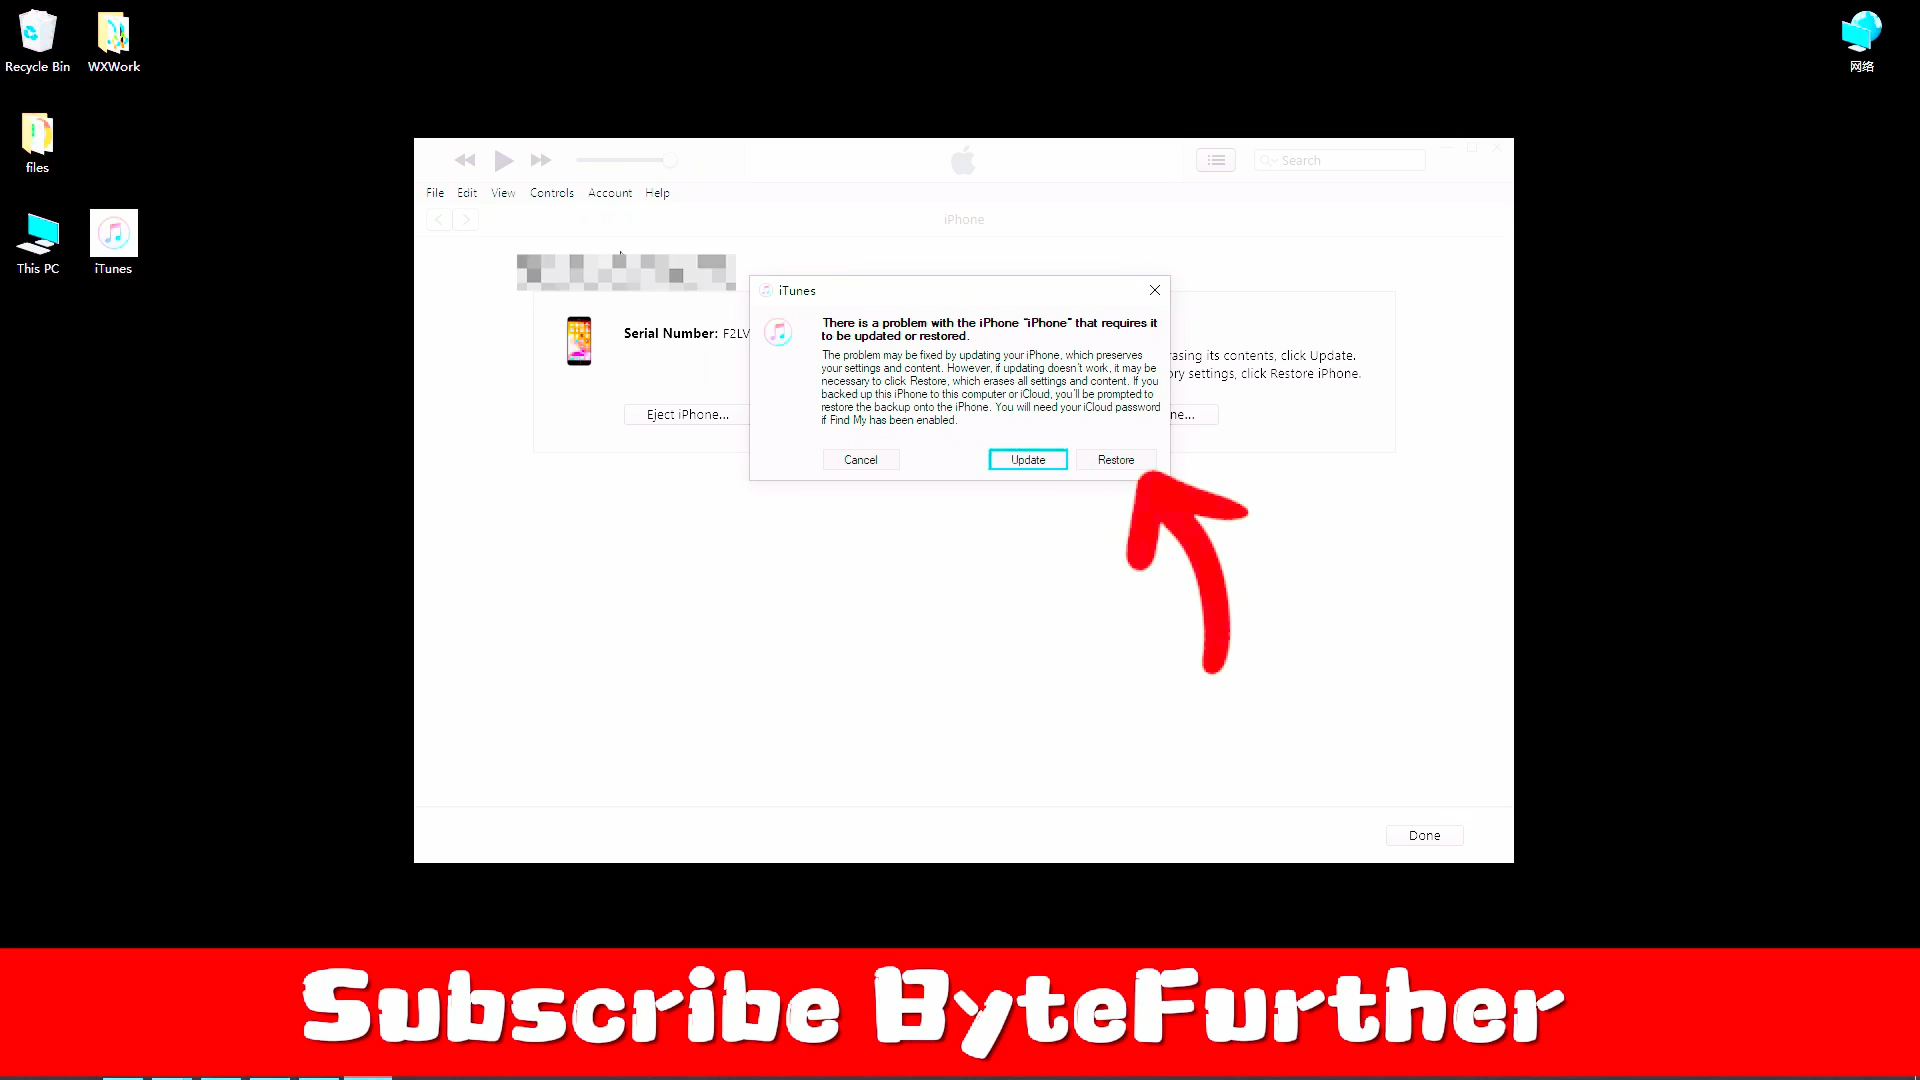 Recycle Bin
WXWork
网络
files
This PC
iTunes
Search
File Edit View Controls Account Help
iPhone
iTunes
There is a problem with the iPhone "iPhone" that requires it
to be updated or restored.
The problem may be fixed by updating your iPhone, which preserves
your settings and content. However, if updating doesn't work, it may be
necessary to click Restore, which erases all settings and content. If you
backed up this iPhone to this computer or iCloud, you'll be prompted to
restore the backup onto the iPhone. You will need your iCloud password
if Find My has been enabled.
Cancel Update Restore
Serial Number: F2LV
asing its contents, click Update.
ory settings, click Restore iPhone.
Eject iPhone...
ne...
Done
Subscribe ByteFurther